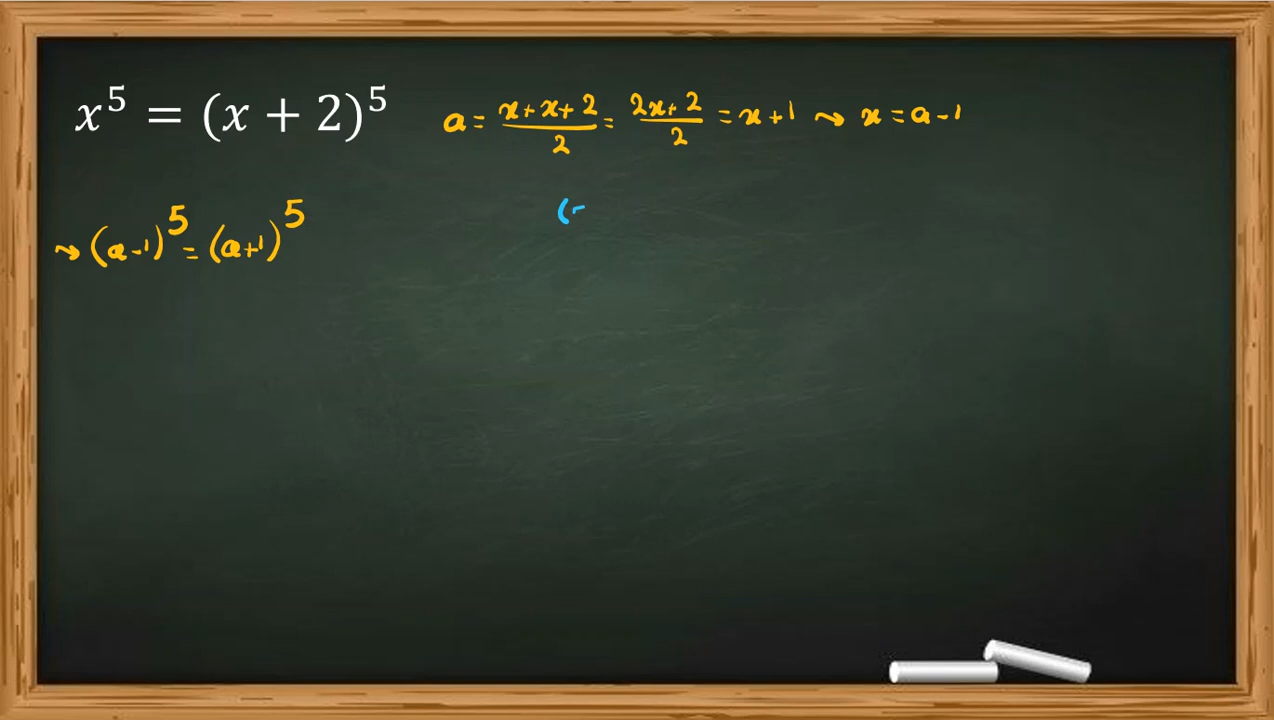 x⁵ = (x + 2)⁵ a = (x+x+2)/2 = (2x+2)/2 = x+1 ⤳ x = a-1
⤳ (a-1)⁵ = (a+1)⁵
(-